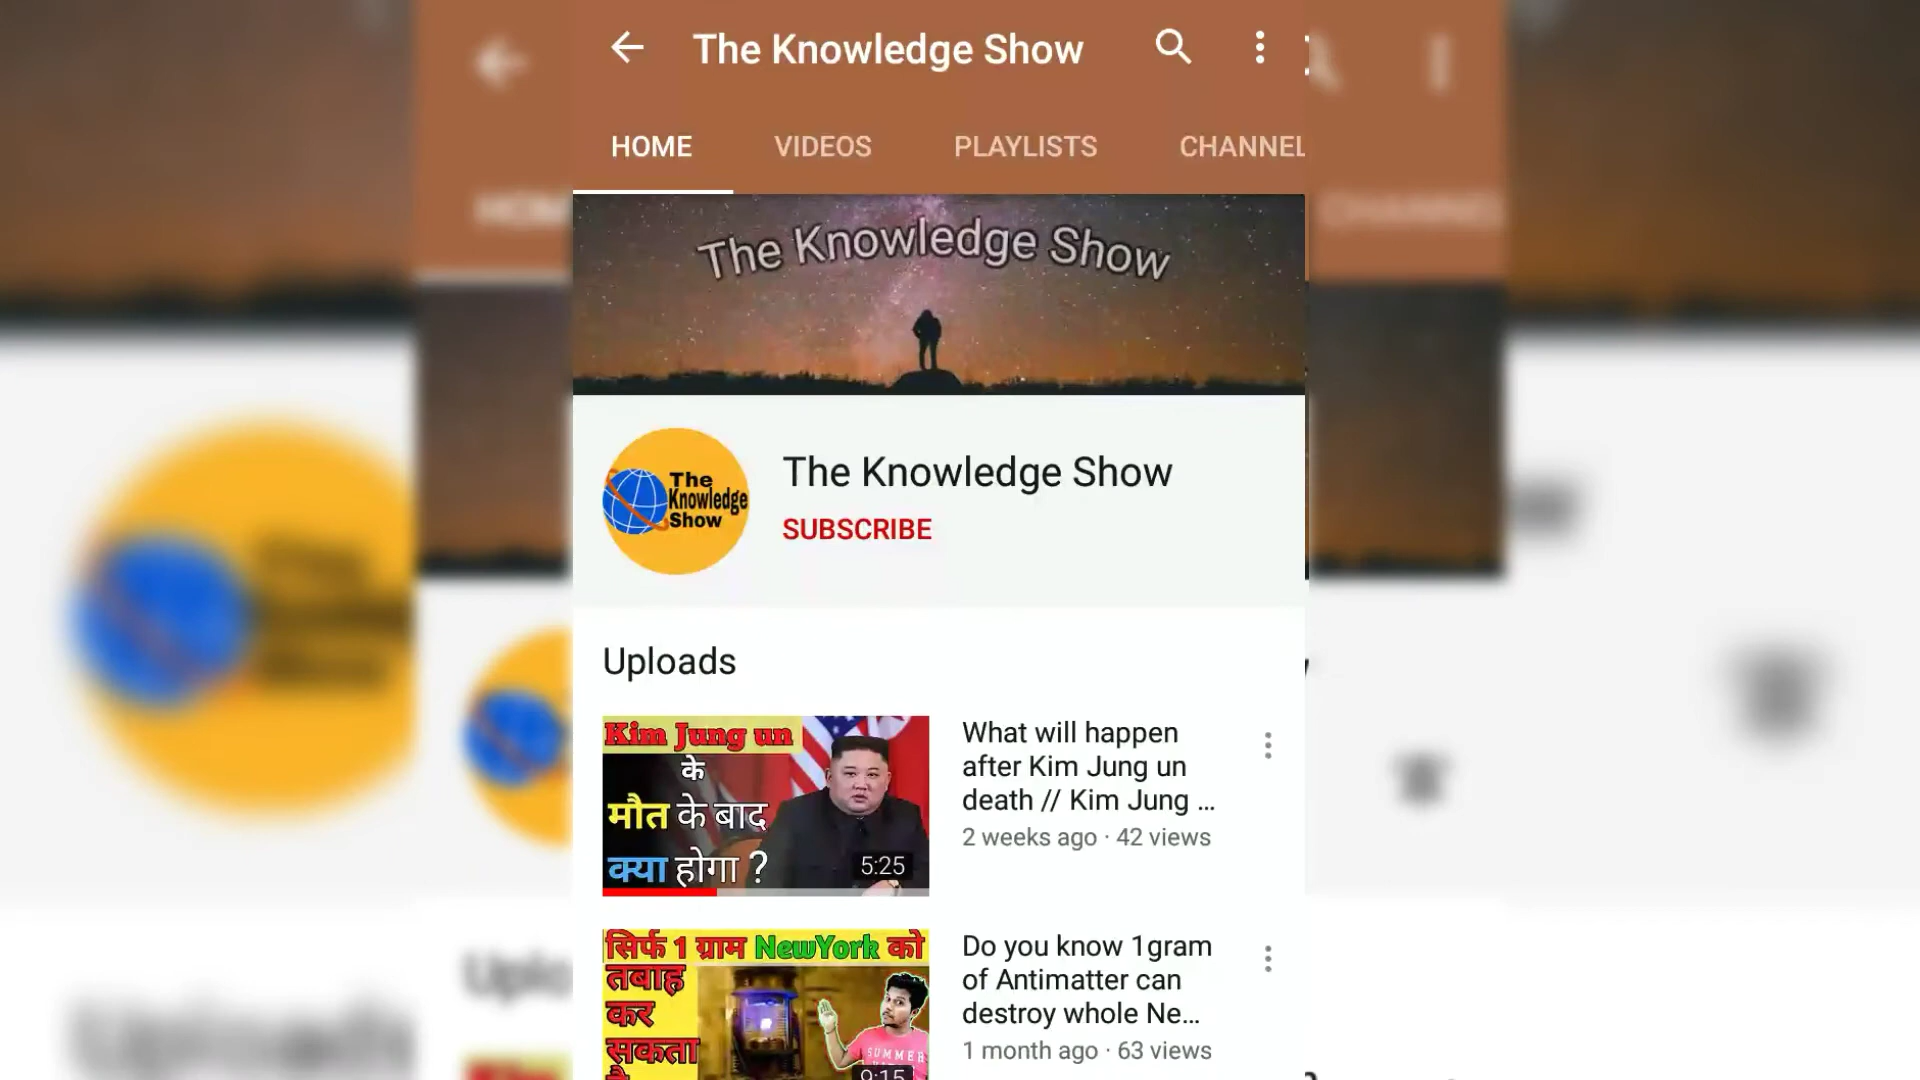 The Knowledge Show
HOME VIDEOS PLAYLISTS CHANNEL
The Knowledge Show
The
Knowledge
Show
The Knowledge Show
SUBSCRIBE
Uploads
Kim Jung un
के
मौत के बाद
क्या होगा ?
5:25
What will happen
after Kim Jung un
death // Kim Jung ...
2 weeks ago · 42 views
सिर्फ 1 ग्राम NewYork को
तबाह
कर
सकता
SUMMER
9:15
Do you know 1gram
of Antimatter can
destroy whole Ne...
1 month ago · 63 views